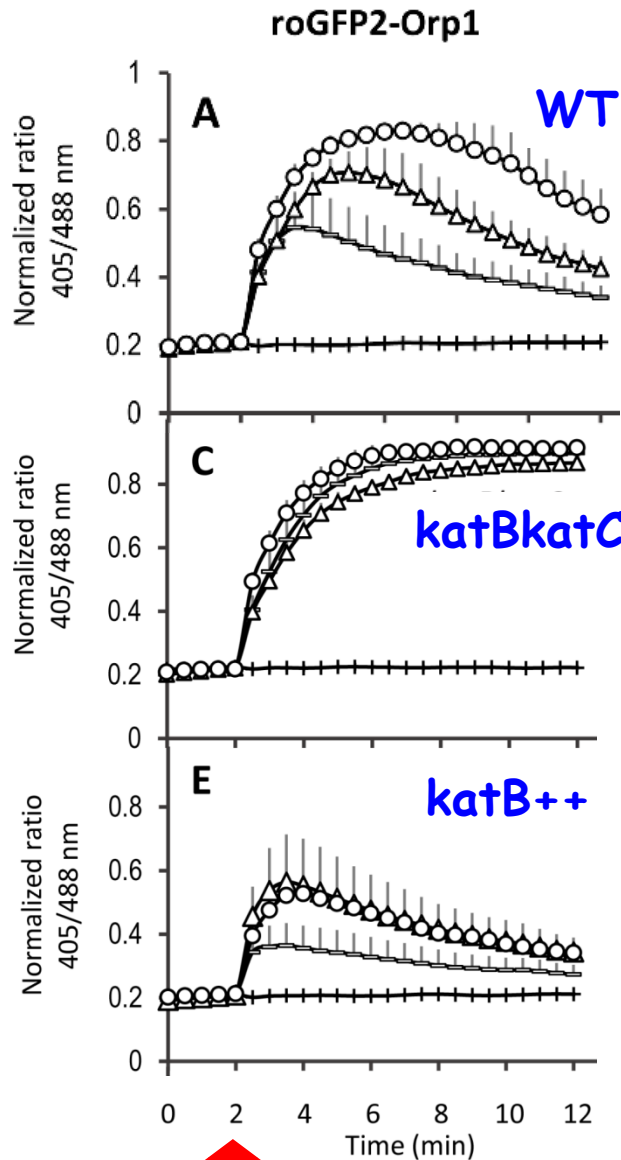 roGFP2-Orp1
A
WT
Normalized ratio
405/488 nm
1
0.8
0.6
0.4
0.2
0
C
katBkatC
Normalized ratio
405/488 nm
0.8
0.6
0.4
0.2
0
E
katB++
Normalized ratio
405/488 nm
0.8
0.6
0.4
0.2
0
0 2 4 6 8 10 12
Time (min)